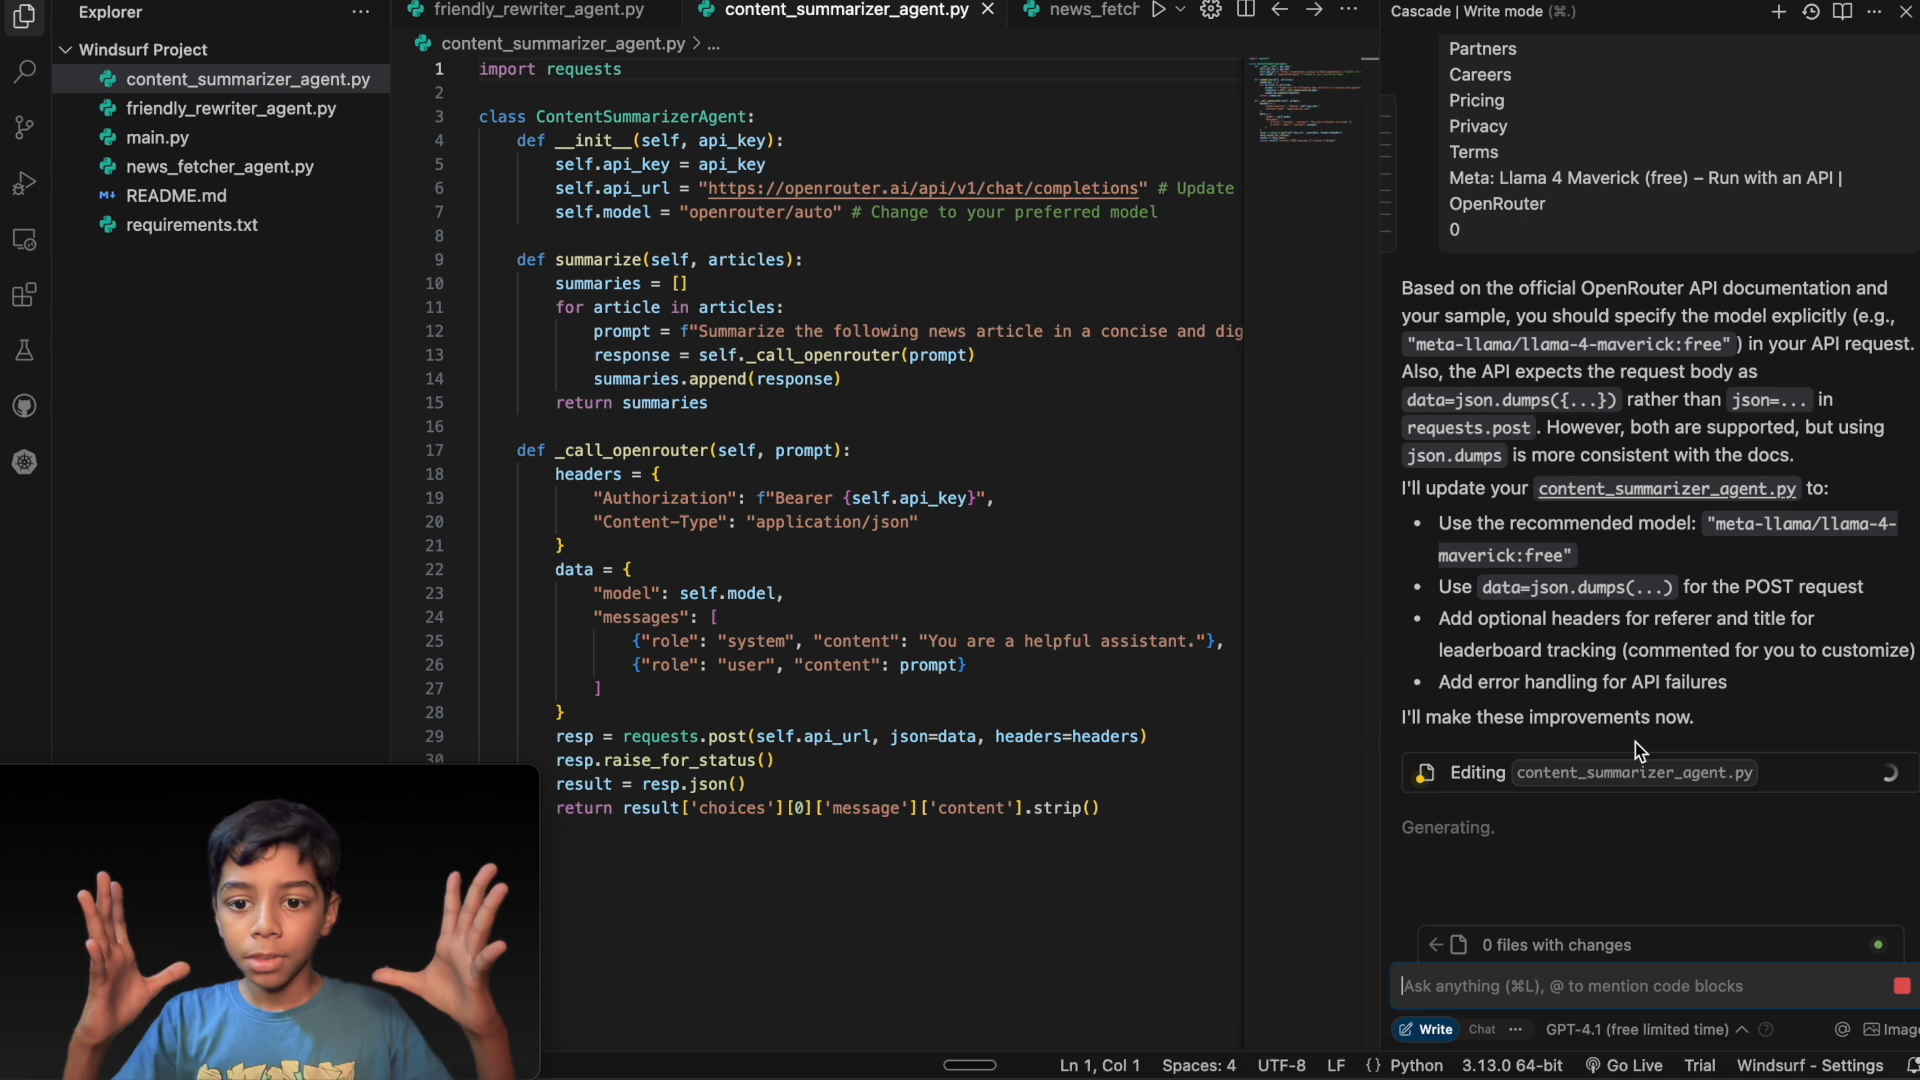 Explorer
Windsurf Project
content_summarizer_agent.py
friendly_rewriter_agent.py
main.py
news_fetcher_agent.py
README.md
requirements.txt
friendly_rewriter_agent.py
content_summarizer_agent.py
news_fetch
content_summarizer_agent.py > ...
1 import requests
2
3 class ContentSummarizerAgent:
4 def __init__(self, api_key):
5 self.api_key = api_key
6 self.api_url = "https://openrouter.ai/api/v1/chat/completions" # Update
7 self.model = "openrouter/auto" # Change to your preferred model
8
9 def summarize(self, articles):
10 summaries = []
11 for article in articles:
12 prompt = f"Summarize the following news article in a concise and dig
13 response = self._call_openrouter(prompt)
14 summaries.append(response)
15 return summaries
16
17 def _call_openrouter(self, prompt):
18 headers = {
19 "Authorization": f"Bearer {self.api_key}",
20 "Content-Type": "application/json"
21 }
22 data = {
23 "model": self.model,
24 "messages": [
25 {"role": "system", "content": "You are a helpful assistant."},
26 {"role": "user", "content": prompt}
27 ]
28 }
29 resp = requests.post(self.api_url, json=data, headers=headers)
30 resp.raise_for_status()
result = resp.json()
return result['choices'][0]['message']['content'].strip()
Cascade | Write mode (⌘.)
Partners
Careers
Pricing
Privacy
Terms
Meta: Llama 4 Maverick (free) – Run with an API |
OpenRouter
0
Based on the official OpenRouter API documentation and
your sample, you should specify the model explicitly (e.g.,
"meta-llama/llama-4-maverick:free" ) in your API request.
Also, the API expects the request body as
data=json.dumps({...}) rather than json=... in
requests.post . However, both are supported, but using
json.dumps is more consistent with the docs.
I'll update your content_summarizer_agent.py to:
• Use the recommended model: "meta-llama/llama-4-
maverick:free"
• Use data=json.dumps(...) for the POST request
• Add optional headers for referer and title for
leaderboard tracking (commented for you to customize)
• Add error handling for API failures
I'll make these improvements now.
Editing content_summarizer_agent.py
Generating.
0 files with changes
Ask anything (⌘L), @ to mention code blocks
Write Chat ... GPT-4.1 (free limited time) @ Imag
Ln 1, Col 1 Spaces: 4 UTF-8 LF {} Python 3.13.0 64-bit Go Live Trial Windsurf - Settings